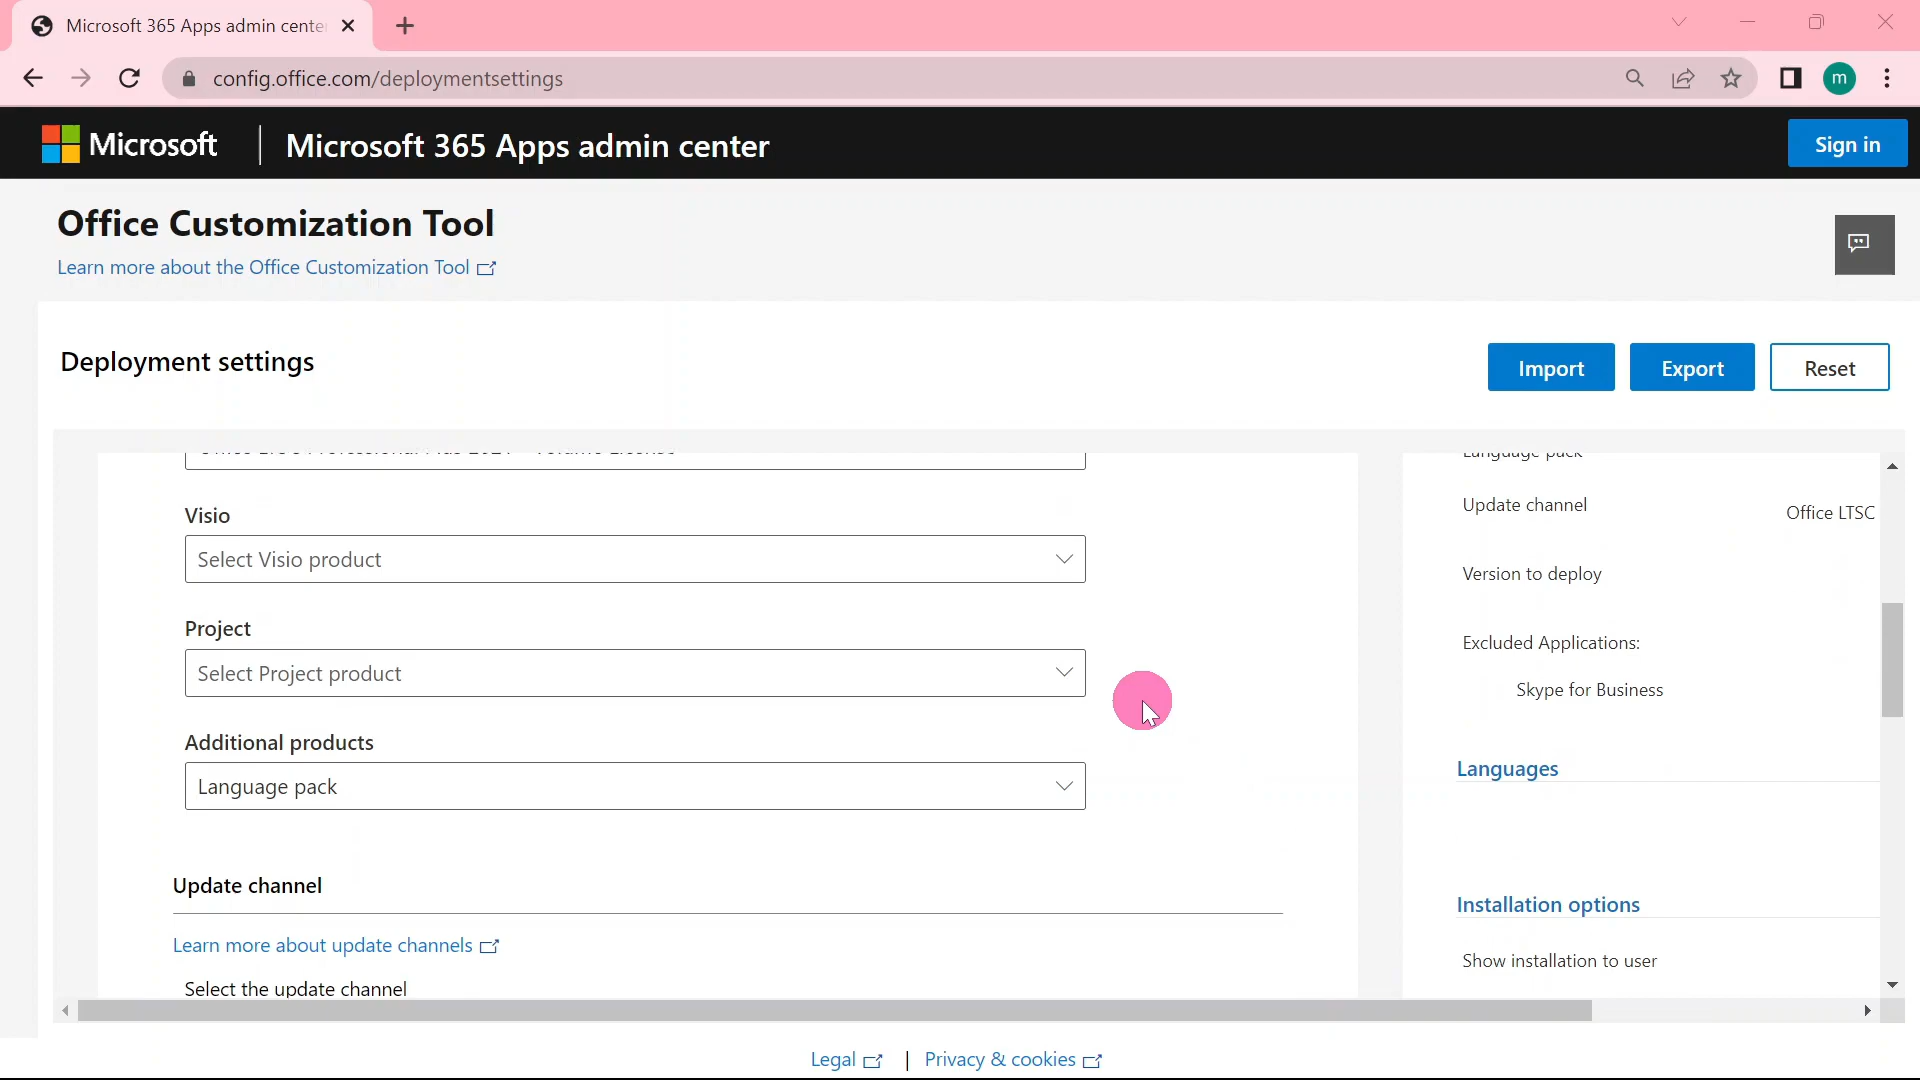 Microsoft 365 Apps admin cente
config.office.com/deploymentsettings
m
Microsoft
Microsoft 365 Apps admin center
Sign in
Office Customization Tool
Learn more about the Office Customization Tool
Deployment settings
Import
Export
Reset
Visio
Select Visio product
Project
Select Project product
Additional products
Language pack
Update channel
Learn more about update channels
Select the update channel
Language pack
Update channel
Office LTSC
Version to deploy
Excluded Applications:
Skype for Business
Languages
Installation options
Show installation to user
Legal | Privacy & cookies